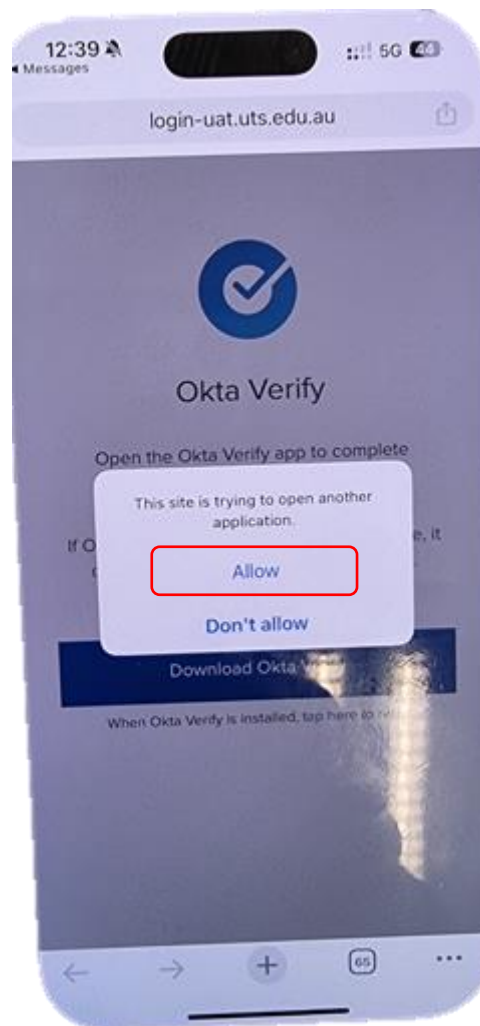 12:39
Messages
5G 44
login-uat.uts.edu.au
Okta Verify
Open the Okta Verify app to complete
This site is trying to open another
application.
If O
e, it
Allow
Don't allow
Download Okta V
When Okta Verify is installed, tap here to
65